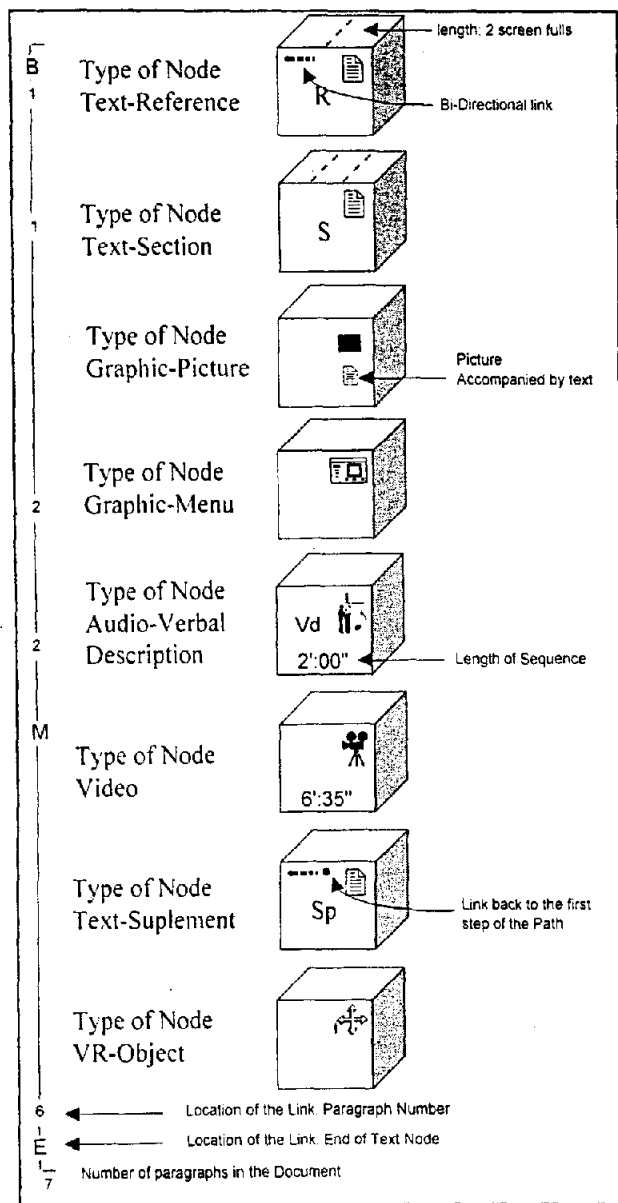 length: 2 screen fulls
B
Type of Node
1
Text-Reference
R
Bi-Directional link
Type of Node
1
Text-Section
S
Type of Node
Graphic-Picture
Picture
Accompanied by text
Type of Node
2
Graphic-Menu
Type of Node
Audio-Verbal
Description
Vd
2':00"
2
Length of Sequence
M
Type of Node
Video
6':35"
Type of Node
Text-Suplement
Sp
Link back to the first
step of the Path
Type of Node
VR-Object
6
Location of the Link. Paragraph Number
E
Location of the Link. End of Text Node
7
Number of paragraphs in the Document